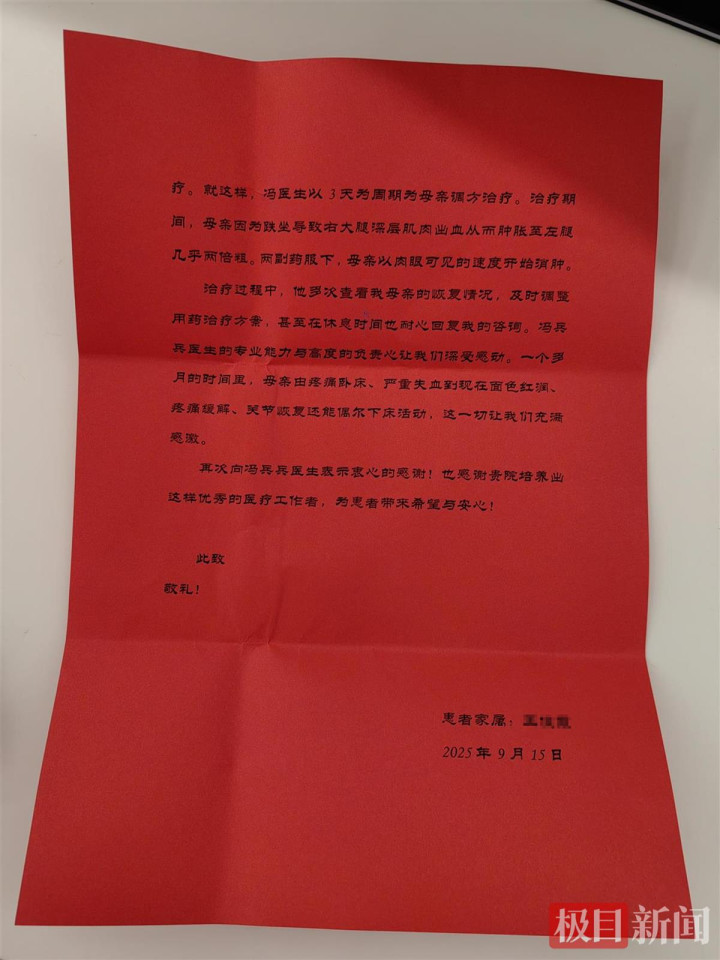 疗。就这样，冯医生以 3 天为周期为母亲调方治疗。治疗期
间，母亲因为跌坐导致右大腿深层肌肉出血从而肿胀至左腿
几乎两倍粗。两副药服下，母亲以肉眼可见的速度开始消肿。
治疗过程中，他多次查看我母亲的恢复情况，及时调整
用药治疗方案，甚至在休息时间也耐心回复我的咨询。冯兵
兵医生的专业能力与高度的负责心让我们深受感动。一个多
月的时间里，母亲由疼痛卧床、严重失血到现在面色红润、
疼痛缓解、关节恢复还能偶尔下床活动，这一切让我们充满
感激。
再次向冯兵兵医生表示衷心的感谢！也感谢贵院培养出
这样优秀的医疗工作者，为患者带来希望与安心！
此致
敬礼！
患者家属：
2025 年 9 月 15 日
极目新闻